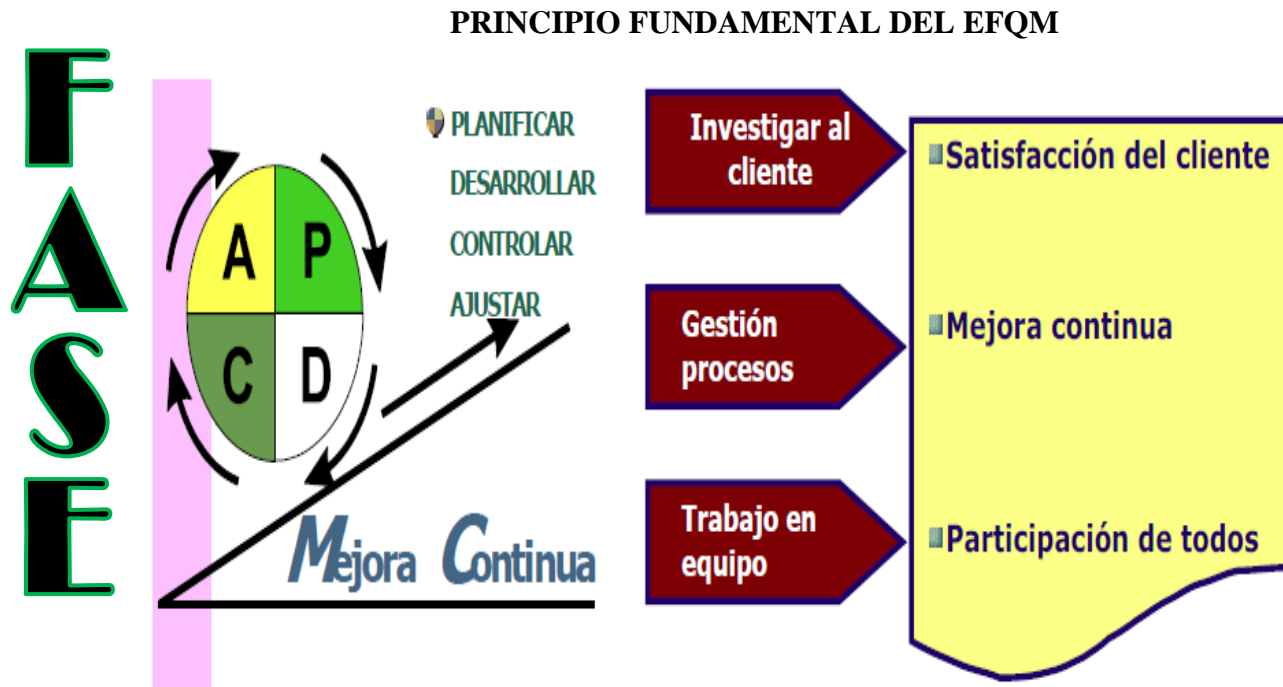 PRINCIPIO FUNDAMENTAL DEL EFQM
F
A
S
E
A P
C D
PLANIFICAR
DESARROLLAR
CONTROLAR
AJUSTAR
Mejora Continua
Investigar al
cliente
Gestión
procesos
Trabajo en
equipo
Satisfacción del cliente
Mejora continua
Participación de todos